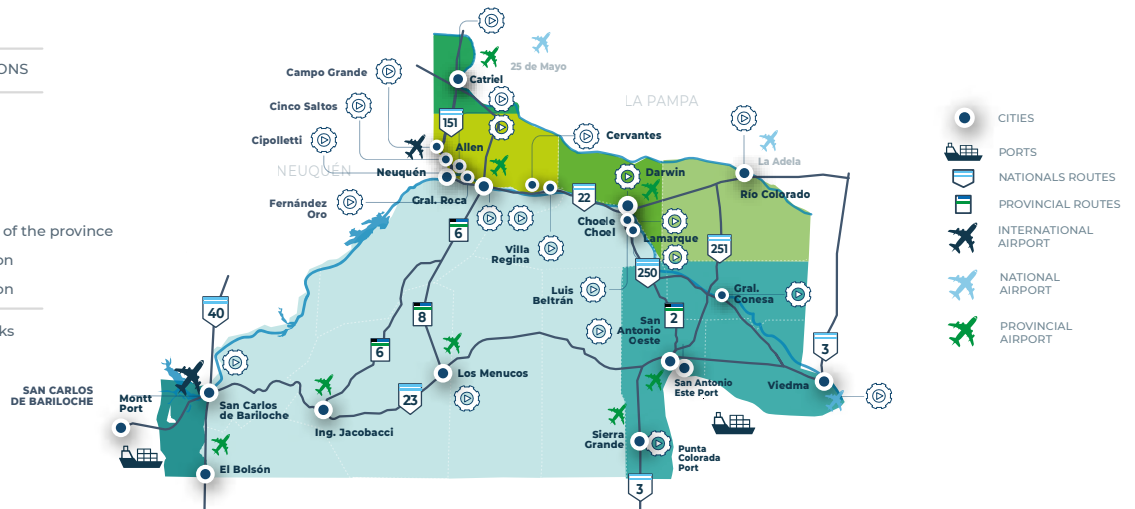 ONS
of the province
on
on
ks
Campo Grande
Cinco Saltos
Cipolletti
NEUQUÉN
Fernández
Oro
Catriel
25 de Mayo
LA PAMPA
151
Allen
Neuquén
Gral. Roca
Cervantes
Darwin
La Adela
Río Colorado
22
Choele
Choel
Lamarque
6
Villa
Regina
250
251
Luis
Beltrán
Gral.
Conesa
40
8
2
San
Antonio
Oeste
6
3
SAN CARLOS
DE BARILOCHE
Montt
Port
San Carlos
de Bariloche
Los Menucos
23
Ing. Jacobacci
San Antonio
Este Port
Viedma
Sierra
Grande
Punta
Colorada
Port
El Bolsón
3
CITIES
PORTS
NATIONALS ROUTES
PROVINCIAL ROUTES
INTERNATIONAL
AIRPORT
NATIONAL
AIRPORT
PROVINCIAL
AIRPORT